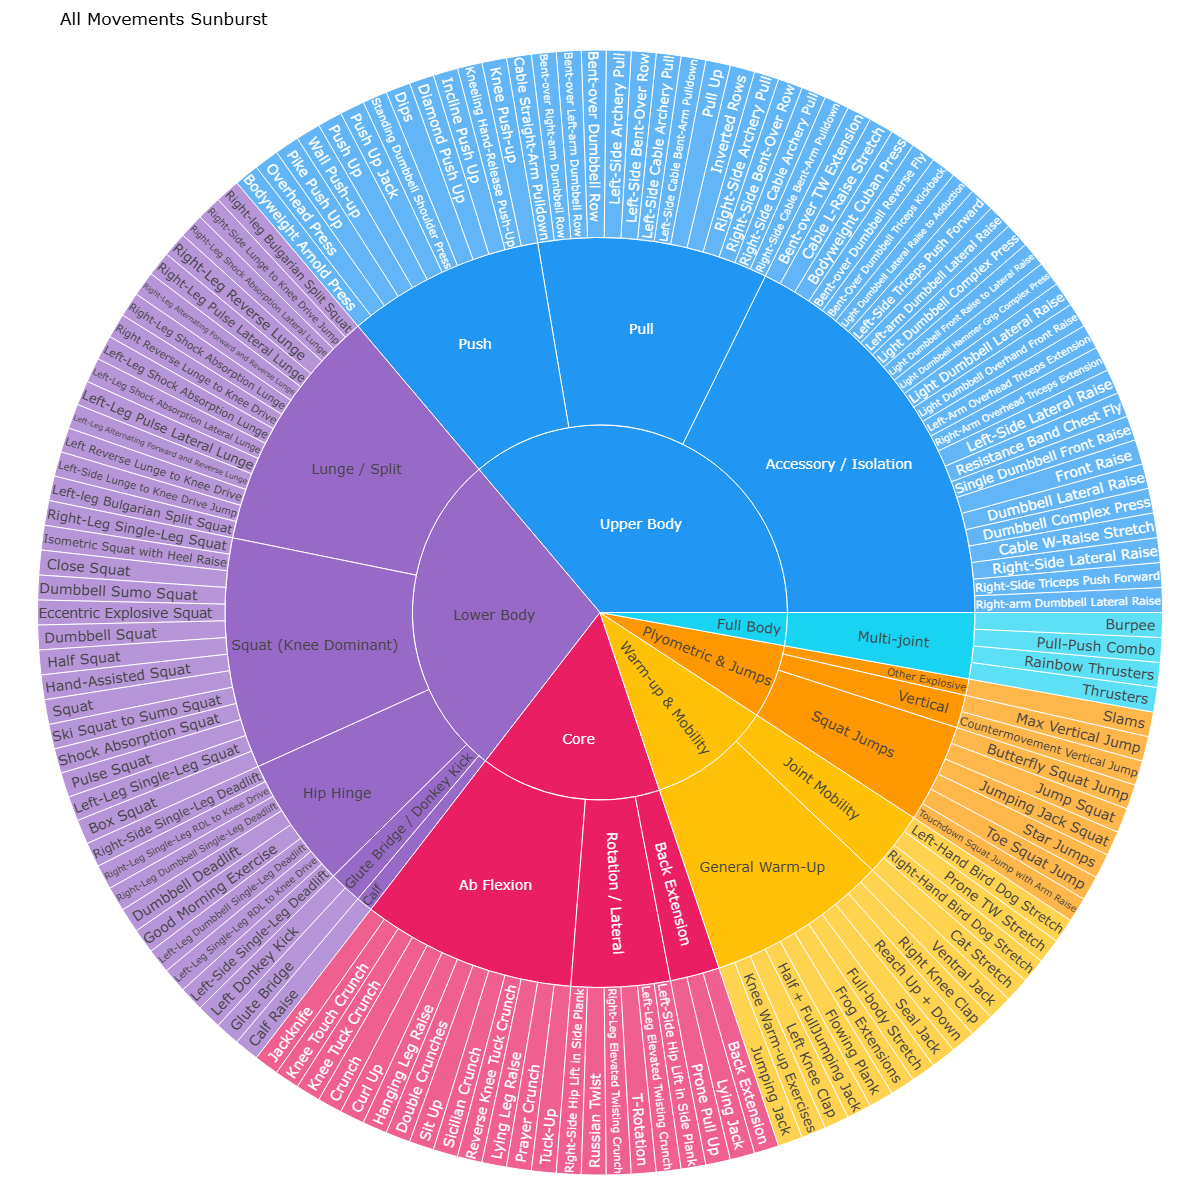 All Movements Sunburst
Upper Body
Push
Pull
Accessory / Isolation
Bodyweight Arnold Press
Overhead Press
Pike Push Up
Wall Push-up
Push Up
Push Up Jack
Standing Dumbbell Shoulder Press
Dips
Diamond Push Up
Incline Push Up
Kneeling Hand-Release Push-Up
Knee Push-up
Cable Straight-Arm Pulldown
Bent-over Right-arm Dumbbell Row
Bent-over Left-arm Dumbbell Row
Bent-over Dumbbell Row
Left-Side Archery Pull
Left-Side Bent-Over Row
Left-Side Cable Archery Pull
Left-Side Cable Bent-Arm Pulldown
Pull Up
Inverted Rows
Right-Side Archery Pull
Right-Side Bent-Over Row
Right-Side Cable Archery Pull
Right-Side Cable Bent-Arm Pulldown
Bent-over TW Extension
Cable L-Raise Stretch
Bodyweight Cuban Press
Bent-over Dumbbell Reverse Fly
Bent-Over Dumbbell Triceps Kickback
Light Dumbbell Lateral Raise to Adduction
Left-Side Triceps Push Forward
Left-arm Dumbbell Lateral Raise
Light Dumbbell Complex Press
Light Dumbbell Front Raise to Lateral Raise
Light Dumbbell Hammer Grip Complex Press
Light Dumbbell Lateral Raise
Light Dumbbell Overhand Front Raise
Left-Arm Overhead Triceps Extension
Right-Arm Overhead Triceps Extension
Left-Side Lateral Raise
Resistance Band Chest Fly
Single Dumbbell Front Raise
Front Raise
Dumbbell Lateral Raise
Dumbbell Complex Press
Cable W-Raise Stretch
Right-Side Lateral Raise
Right-Side Triceps Push Forward
Right-arm Dumbbell Lateral Raise
Full Body
Multi-joint
Burpee
Pull-Push Combo
Rainbow Thrusters
Thrusters
Plyometric & Jumps
Other Explosive
Vertical
Squat Jumps
Slams
Max Vertical Jump
Countermovement Vertical Jump
Butterfly Squat Jump
Jump Squat
Jumping Jack Squat
Star Jumps
Toe Squat Jump
Touchdown Squat Jump with Arm Raise
Warm-up & Mobility
Joint Mobility
General Warm-Up
Left-Hand Bird Dog Stretch
Prone TW Stretch
Right-Hand Bird Dog Stretch
Cat Stretch
Ventral Jack
Right Knee Clap
Reach Up + Down
Seal Jack
Full-body Stretch
Frog Extensions
Flowing Plank
Half + FullJumping Jack
Left Knee Clap
Knee Warm-up Exercises
Jumping Jack
Core
Back Extension
Rotation / Lateral
Ab Flexion
Back Extension
Lying Jack
Prone Pull Up
Left-Side Hip Lift in Side Plank
Left-Leg Elevated Twisting Crunch
T-Rotation
Right-Leg Elevated Twisting Crunch
Russian Twist
Right-Side Hip Lift in Side Plank
Tuck-Up
Prayer Crunch
Lying Leg Raise
Reverse Knee Tuck Crunch
Sicilian Crunch
Sit Up
Double Crunches
Hanging Leg Raise
Curl Up
Crunch
Knee Tuck Crunch
Knee Touch Crunch
Jackknife
Lower Body
Calf
Glute Bridge / Donkey Kick
Hip Hinge
Squat (Knee Dominant)
Lunge / Split
Calf Raise
Glute Bridge
Left Donkey Kick
Left-Side Single-Leg Deadlift
Left-Leg Single-Leg RDL to Knee Drive
Left-Leg Dumbbell Single-Leg Deadlift
Good Morning Exercise
Dumbbell Deadlift
Right-Leg Dumbbell Single-Leg Deadlift
Right-Leg Single-Leg RDL to Knee Drive
Right-Side Single-Leg Deadlift
Box Squat
Left-Leg Single-Leg Squat
Pulse Squat
Shock Absorption Squat
Ski Squat to Sumo Squat
Squat
Hand-Assisted Squat
Half Squat
Dumbbell Squat
Eccentric Explosive Squat
Dumbbell Sumo Squat
Close Squat
Isometric Squat with Heel Raise
Right-Leg Single-Leg Squat
Left-leg Bulgarian Split Squat
Left-Side Lunge to Knee Drive Jump
Left Reverse Lunge to Knee Drive
Left-Leg Alternating Forward and Reverse Lunge
Left-Leg Pulse Lateral Lunge
Left-Leg Shock Absorption Lateral Lunge
Left-Leg Shock Absorption Lunge
Right Reverse Lunge to Knee Drive
Right-Leg Shock Absorption Lunge
Right-Leg Alternating Forward and Reverse Lunge
Right-Leg Pulse Lateral Lunge
Right-Leg Reverse Lunge
Right-Leg Shock Absorption Lateral Lunge
Right-Side Lunge to Knee Drive Jump
Right-leg Bulgarian Split Squat